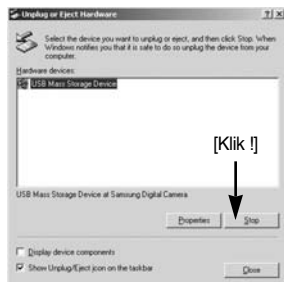 Unplug or Eject Hardware
Select the device you want to unplug or eject, and then click Stop. When
Windows notifies you that it is safe to do so unplug the device from your
computer.
Hardware devices:
USB Mass Storage Device
[Klik !]
USB Mass Storage Device at Samsung Digital Camera
Properties
Stop
Display device components
Show Unplug/Eject icon on the taskbar
Close